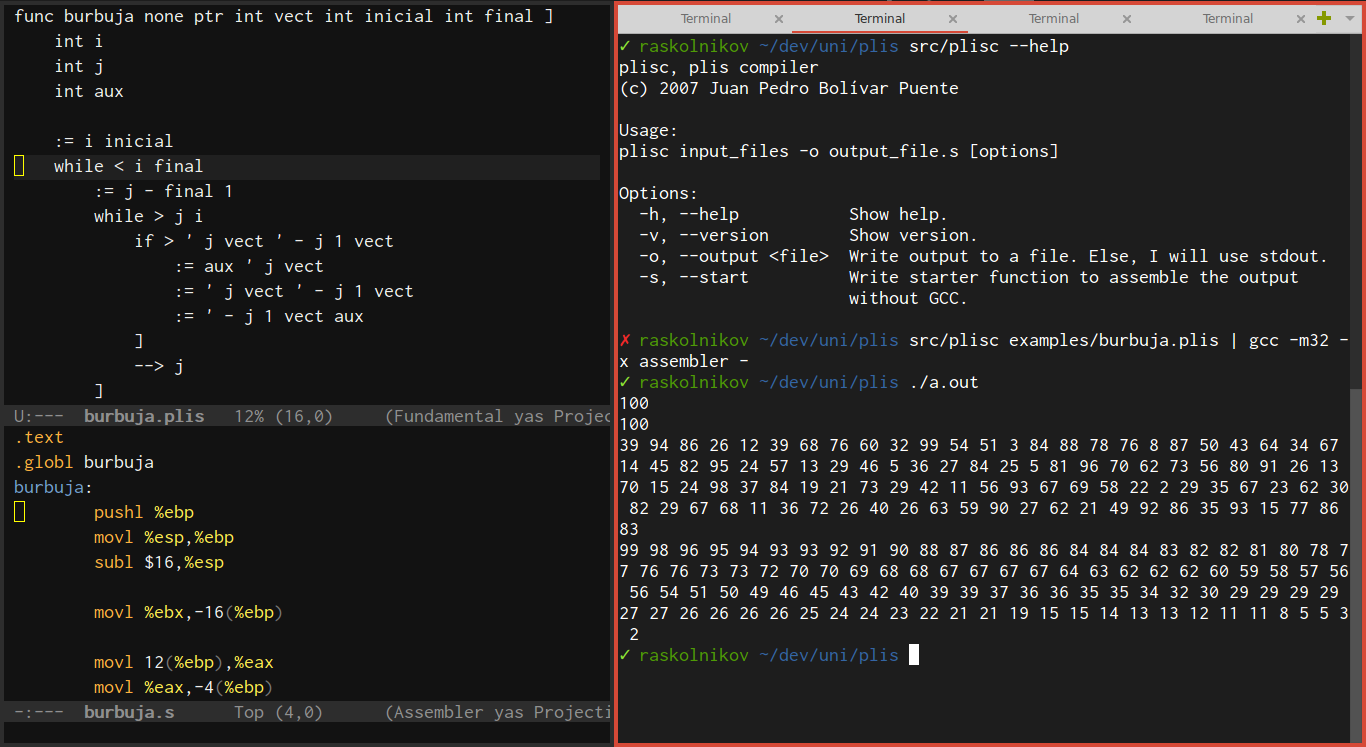 func burbuja none ptr int vect int inicial int final ]
    int i
    int j
    int aux

    := i inicial
    while < i final
        := j - final 1
        while > j i
            if > ' j vect ' - j 1 vect
                := aux ' j vect
                := ' j vect ' - j 1 vect
                := ' - j 1 vect aux
            ]
            --> j
        ]
U:---  burbuja.plis   12% (16,0)     (Fundamental yas Projec
.text
.globl burbuja
burbuja:
        pushl %ebp
        movl %esp,%ebp
        subl $16,%esp

        movl %ebx,-16(%ebp)

        movl 12(%ebp),%eax
        movl %eax,-4(%ebp)
-:---  burbuja.s      Top (4,0)      (Assembler yas Projecti
Terminal × Terminal × Terminal × Terminal × +
✓ raskolnikov ~/dev/uni/plis src/plisc --help
plisc, plis compiler
(c) 2007 Juan Pedro Bolívar Puente

Usage:
plisc input_files -o output_file.s [options]

Options:
  -h, --help           Show help.
  -v, --version        Show version.
  -o, --output <file>  Write output to a file. Else, I will use stdout.
  -s, --start          Write starter function to assemble the output
                       without GCC.

✗ raskolnikov ~/dev/uni/plis src/plisc examples/burbuja.plis | gcc -m32 -
x assembler -
✓ raskolnikov ~/dev/uni/plis ./a.out
100
100
39 94 86 26 12 39 68 76 60 32 99 54 51 3 84 88 78 76 8 87 50 43 64 34 67
14 45 82 95 24 57 13 29 46 5 36 27 84 25 5 81 96 70 62 73 56 80 91 26 13
70 15 24 98 37 84 19 21 73 29 42 11 56 93 67 69 58 22 2 29 35 67 23 62 30
 82 29 67 68 11 36 72 26 40 26 63 59 90 27 62 21 49 92 86 35 93 15 77 86
83
99 98 96 95 94 93 93 92 91 90 88 87 86 86 86 84 84 84 83 82 82 81 80 78 7
7 76 76 73 73 72 70 70 69 68 68 67 67 67 67 64 63 62 62 62 60 59 58 57 56
 56 54 51 50 49 46 45 43 42 40 39 39 37 36 36 35 35 34 32 30 29 29 29 29
27 27 26 26 26 26 25 24 24 23 22 21 21 19 15 15 14 13 13 12 11 11 8 5 5 3
 2
✓ raskolnikov ~/dev/uni/plis